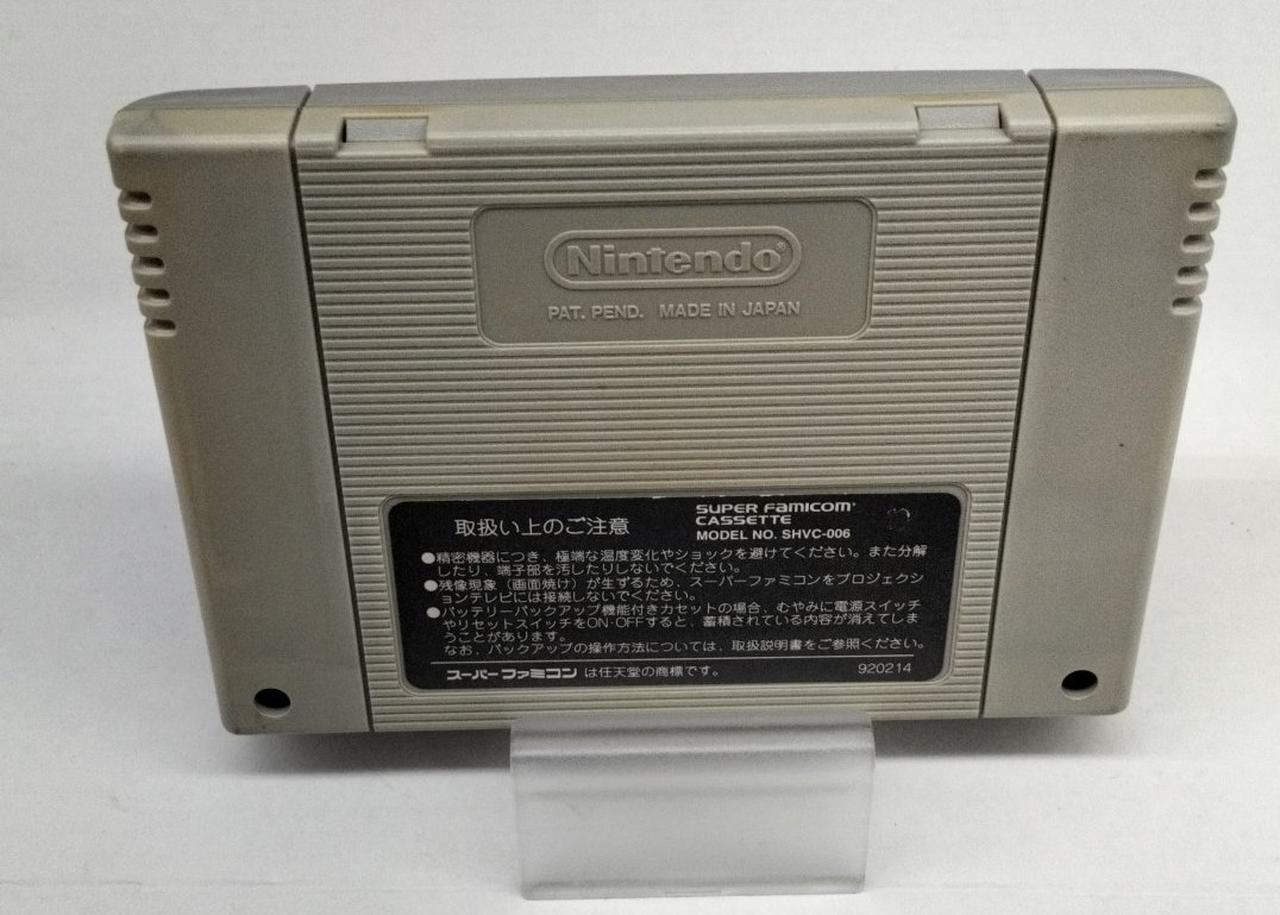 Nintendo®
PAT. PEND. MADE IN JAPAN
取扱い上のご注意
SUPER FAMICOM®
CASSETTE
MODEL NO. SHVC-006
●精密機器につき、極端な温度変化やショックを避けてください。また分解
したり、端子部を汚したりしないでください。
●残像現象（画面焼け）が生ずるため、スーパーファミコンをプロジェクシ
ョンテレビには接続しないでください。
●バッテリーバックアップ機能付きカセットの場合、むやみに電源スイッチ
やリセットスイッチをON·OFFすると、蓄積されている内容が消えてしま
うことがあります。
なお、バックアップの操作方法については、取扱説明書をご参照ください。
スーパーファミコン は任天堂の商標です。
920214